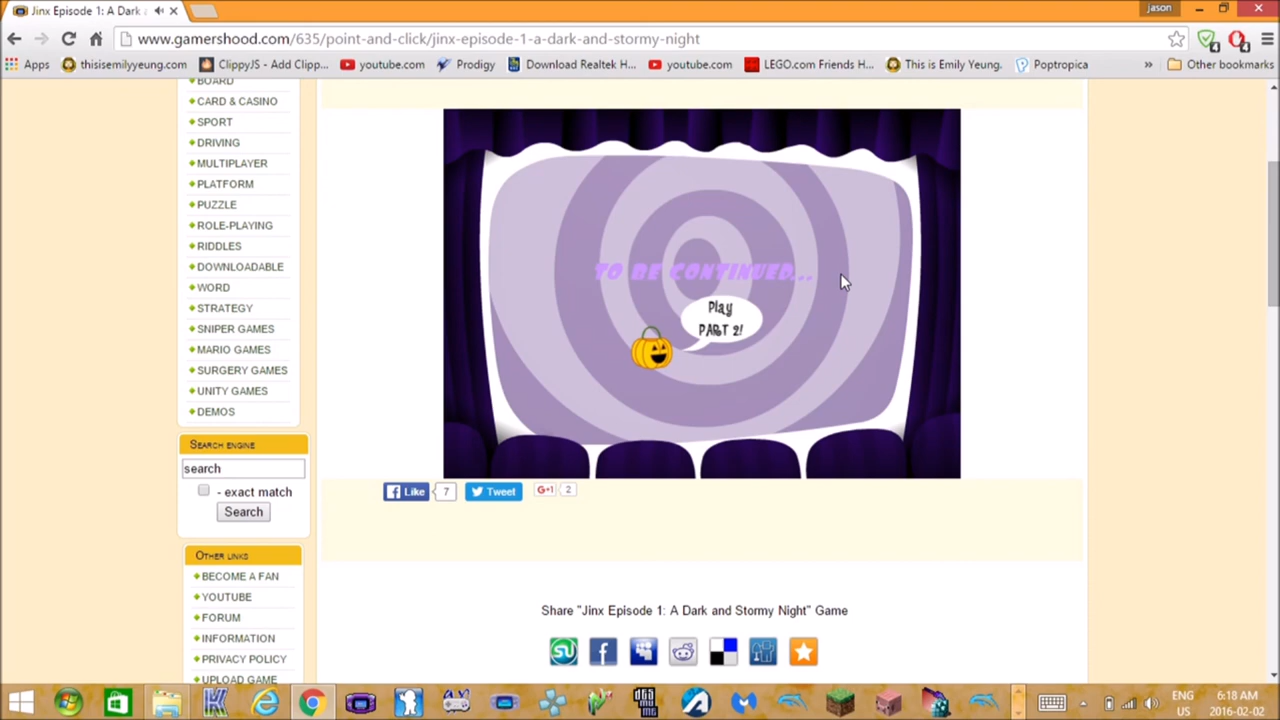 Jinx Episode 1: A Dark a
jason
www.gamershood.com/635/point-and-click/jinx-episode-1-a-dark-and-stormy-night
4
4
Apps
thisisemilyyeung.com
ClippyJS - Add Clipp...
youtube.com
Prodigy
Download Realtek H...
youtube.com
LEGO.com Friends H...
This is Emily Yeung.
Poptropica
»
Other bookmarks
BOARD
CARD & CASINO
SPORT
DRIVING
MULTIPLAYER
PLATFORM
PUZZLE
ROLE-PLAYING
RIDDLES
DOWNLOADABLE
WORD
STRATEGY
SNIPER GAMES
MARIO GAMES
SURGERY GAMES
UNITY GAMES
DEMOS
Search engine
search
- exact match
Search
Other links
BECOME A FAN
YOUTUBE
FORUM
INFORMATION
PRIVACY POLICY
UPLOAD GAME
TO BE CONTINUED...
Play
PART 2!
Like 7
Tweet
G+1 2
Share "Jinx Episode 1: A Dark and Stormy Night" Game
ENG
US
6:18 AM
2016-02-02